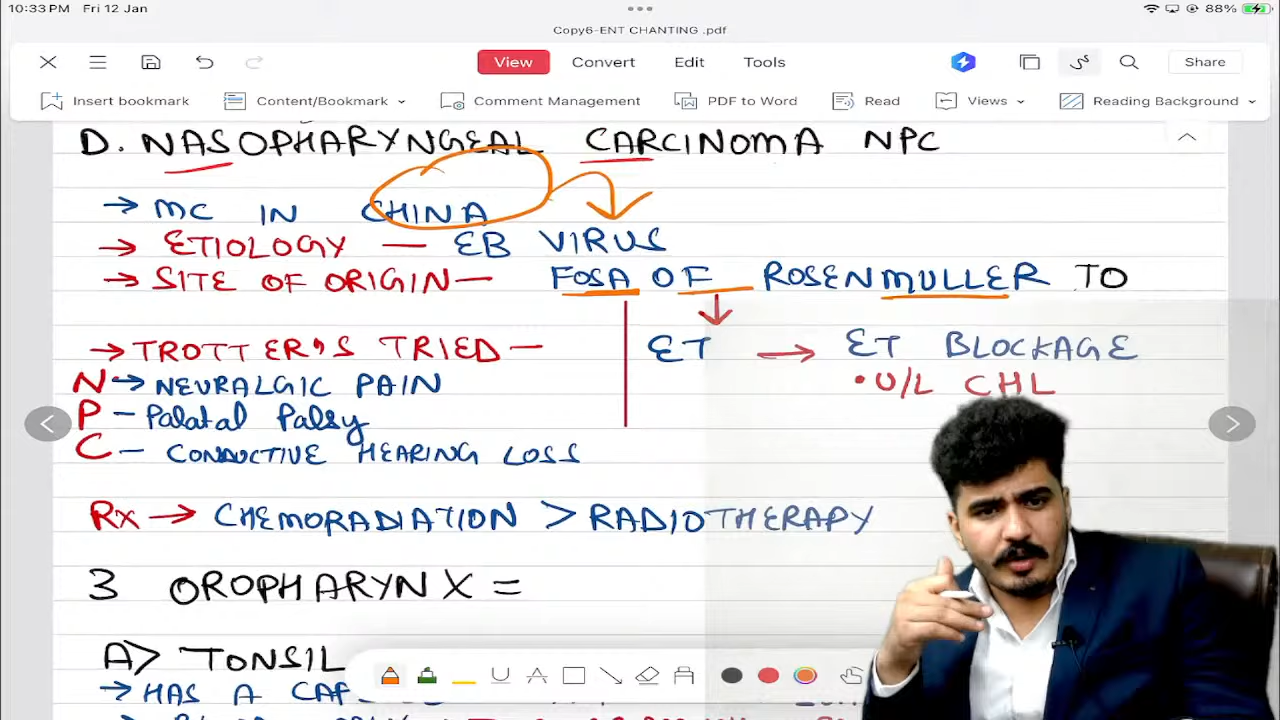 10:33 PM Fri 12 Jan 88%
Copy6-ENT CHANTING .pdf
View Convert Edit Tools Share
Insert bookmark Content/Bookmark Comment Management PDF to Word Read Views Reading Background
D. NASOPHARYNGEAL CARCINOMA NPC
→ MC IN CHINA
→ ETIOLOGY — EB VIRUS
→ SITE OF ORIGIN — FOSA OF ROSENMULLER TO
→ TROTTER'S TRIED — ET → ET BLOCKAGE
N → NEURALGIC PAIN • U/L CHL
P - Palatal Palsy
C - CONDUCTIVE HEARING LOSS
Rx → CHEMORADIATION > RADIOTHERAPY
3 OROPHARYNX =
A> TONSIL
→ HAS A